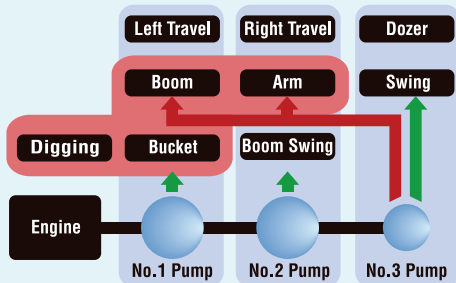 Left Travel
Right Travel
Dozer
Boom
Arm
Swing
Digging
Bucket
Boom Swing
Engine
No.1 Pump
No.2 Pump
No.3 Pump